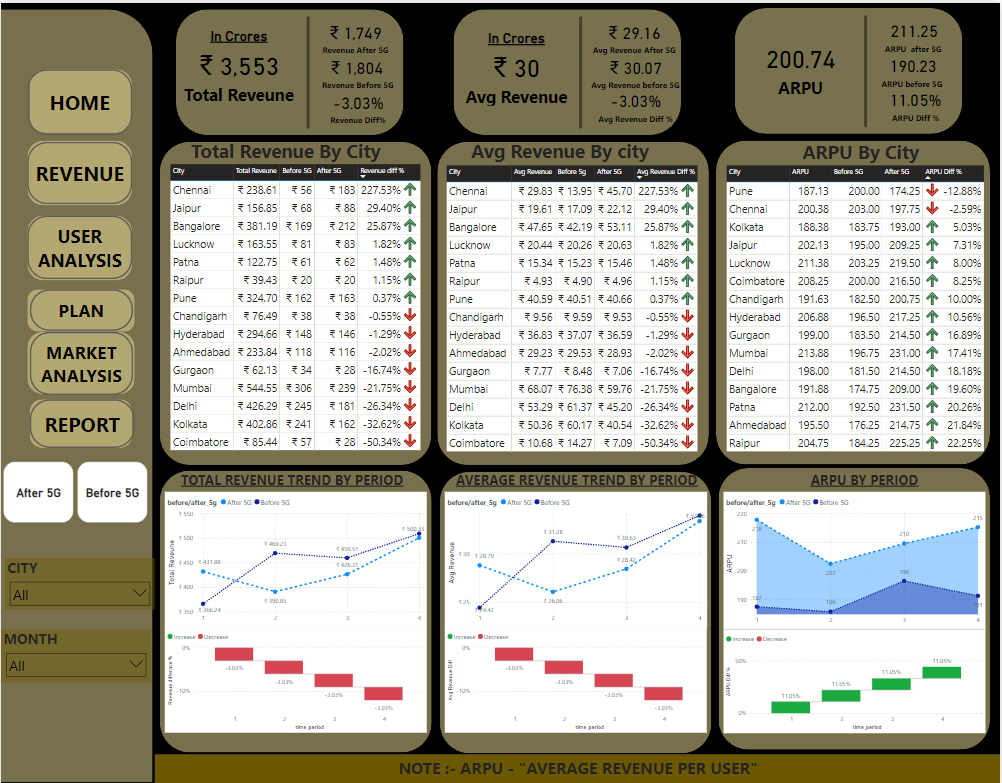 HOME
REVENUE
USER
ANALYSIS
PLAN
MARKET
ANALYSIS
REPORT
After 5G
Before 5G
CITY
All
MONTH
All
In Crores
₹ 3,553
Total Reveune
₹ 1,749
Revenue After 5G
₹ 1,804
Revenue Before 5G
-3.03%
Revenue Diff%
In Crores
₹ 30
Avg Revenue
₹ 29.16
Avg Revenue After 5G
₹ 30.07
Avg Revenue before 5G
-3.03%
Avg Revenue Diff %
200.74
ARPU
211.25
ARPU after 5G
190.23
ARPU before 5G
11.05%
ARPU Diff %
Total Revenue By City
City Total Reveune Before 5G After 5G Revenue diff %
Chennai ₹ 238.61 ₹ 56 ₹ 183 227.53%
Jaipur ₹ 156.85 ₹ 68 ₹ 88 29.40%
Bangalore ₹ 381.19 ₹ 169 ₹ 212 25.87%
Lucknow ₹ 163.55 ₹ 81 ₹ 83 1.82%
Patna ₹ 122.75 ₹ 61 ₹ 62 1.48%
Raipur ₹ 39.43 ₹ 20 ₹ 20 1.15%
Pune ₹ 324.70 ₹ 162 ₹ 163 0.37%
Chandigarh ₹ 76.49 ₹ 38 ₹ 38 -0.55%
Hyderabad ₹ 294.66 ₹ 148 ₹ 146 -1.29%
Ahmedabad ₹ 233.84 ₹ 118 ₹ 116 -2.02%
Gurgaon ₹ 62.13 ₹ 34 ₹ 28 -16.74%
Mumbai ₹ 544.55 ₹ 306 ₹ 239 -21.75%
Delhi ₹ 426.29 ₹ 245 ₹ 181 -26.34%
Kolkata ₹ 402.86 ₹ 241 ₹ 162 -32.62%
Coimbatore ₹ 85.44 ₹ 57 ₹ 28 -50.34%
Avg Revenue By city
City Avg Revenue Before 5g After 5G Avg Revenue Diff %
Chennai ₹ 29.83 ₹ 13.95 ₹ 45.70 227.53%
Jaipur ₹ 19.61 ₹ 17.09 ₹ 22.12 29.40%
Bangalore ₹ 47.65 ₹ 42.19 ₹ 53.11 25.87%
Lucknow ₹ 20.44 ₹ 20.26 ₹ 20.63 1.82%
Patna ₹ 15.34 ₹ 15.23 ₹ 15.46 1.48%
Raipur ₹ 4.93 ₹ 4.90 ₹ 4.96 1.15%
Pune ₹ 40.59 ₹ 40.51 ₹ 40.66 0.37%
Chandigarh ₹ 9.56 ₹ 9.59 ₹ 9.53 -0.55%
Hyderabad ₹ 36.83 ₹ 37.07 ₹ 36.59 -1.29%
Ahmedabad ₹ 29.23 ₹ 29.53 ₹ 28.93 -2.02%
Gurgaon ₹ 7.77 ₹ 8.48 ₹ 7.06 -16.74%
Mumbai ₹ 68.07 ₹ 76.38 ₹ 59.76 -21.75%
Delhi ₹ 53.29 ₹ 61.37 ₹ 45.20 -26.34%
Kolkata ₹ 50.36 ₹ 60.17 ₹ 40.54 -32.62%
Coimbatore ₹ 10.68 ₹ 14.27 ₹ 7.09 -50.34%
ARPU By City
City ARPU Before 5G After 5G ARPU Diff %
Pune 187.13 200.00 174.25 -12.88%
Chennai 200.38 203.00 197.75 -2.59%
Kolkata 188.38 183.75 193.00 5.03%
Jaipur 202.13 195.00 209.25 7.31%
Lucknow 211.38 203.25 219.50 8.00%
Coimbatore 208.25 200.00 216.50 8.25%
Chandigarh 191.63 182.50 200.75 10.00%
Hyderabad 206.88 196.50 217.25 10.56%
Gurgaon 199.00 183.50 214.50 16.89%
Mumbai 213.88 196.75 231.00 17.41%
Delhi 198.00 181.50 214.50 18.18%
Bangalore 191.88 174.75 209.00 19.60%
Patna 212.00 192.50 231.50 20.26%
Ahmedabad 195.50 176.25 214.75 21.84%
Raipur 204.75 184.25 225.25 22.25%
TOTAL REVENUE TREND BY PERIOD
before/after_5g After 5G Before 5G
Total Reveune
₹ 550
₹ 500
₹ 450
₹ 400
₹ 350
₹ 431.88
₹ 366.24
₹ 469.23
₹ 390.85
₹ 459.51
₹ 426.31
1 2 3 4
Increase Decrease
Revenue difference %
0%
-10%
-3.03%
-3.03%
-3.03%
-3.03%
1 2 3 4
time_period
AVERAGE REVENUE TREND BY PERIOD
before/after_5g After 5G Before 5G
Avg Revenue
₹ 30
₹ 25
₹ 28.79
₹ 31.28
₹ 26.06
₹ 30.63
₹ 28.42
1 2 3 4
Increase Decrease
Avg Revenue Diff
0%
-10%
-3.03%
-3.03%
-3.03%
-3.03%
1 2 3 4
time_period
ARPU BY PERIOD
before/after_5g After 5G Before 5G
ARPU
220
210
200
190
218
202
210
215
187
186
196
191
1 2 3 4
Increase Decrease
ARPU Diff %
50%
0%
11.05%
11.05%
11.05%
11.05%
1 2 3 4
time_period
NOTE :- ARPU - "AVERAGE REVENUE PER USER"